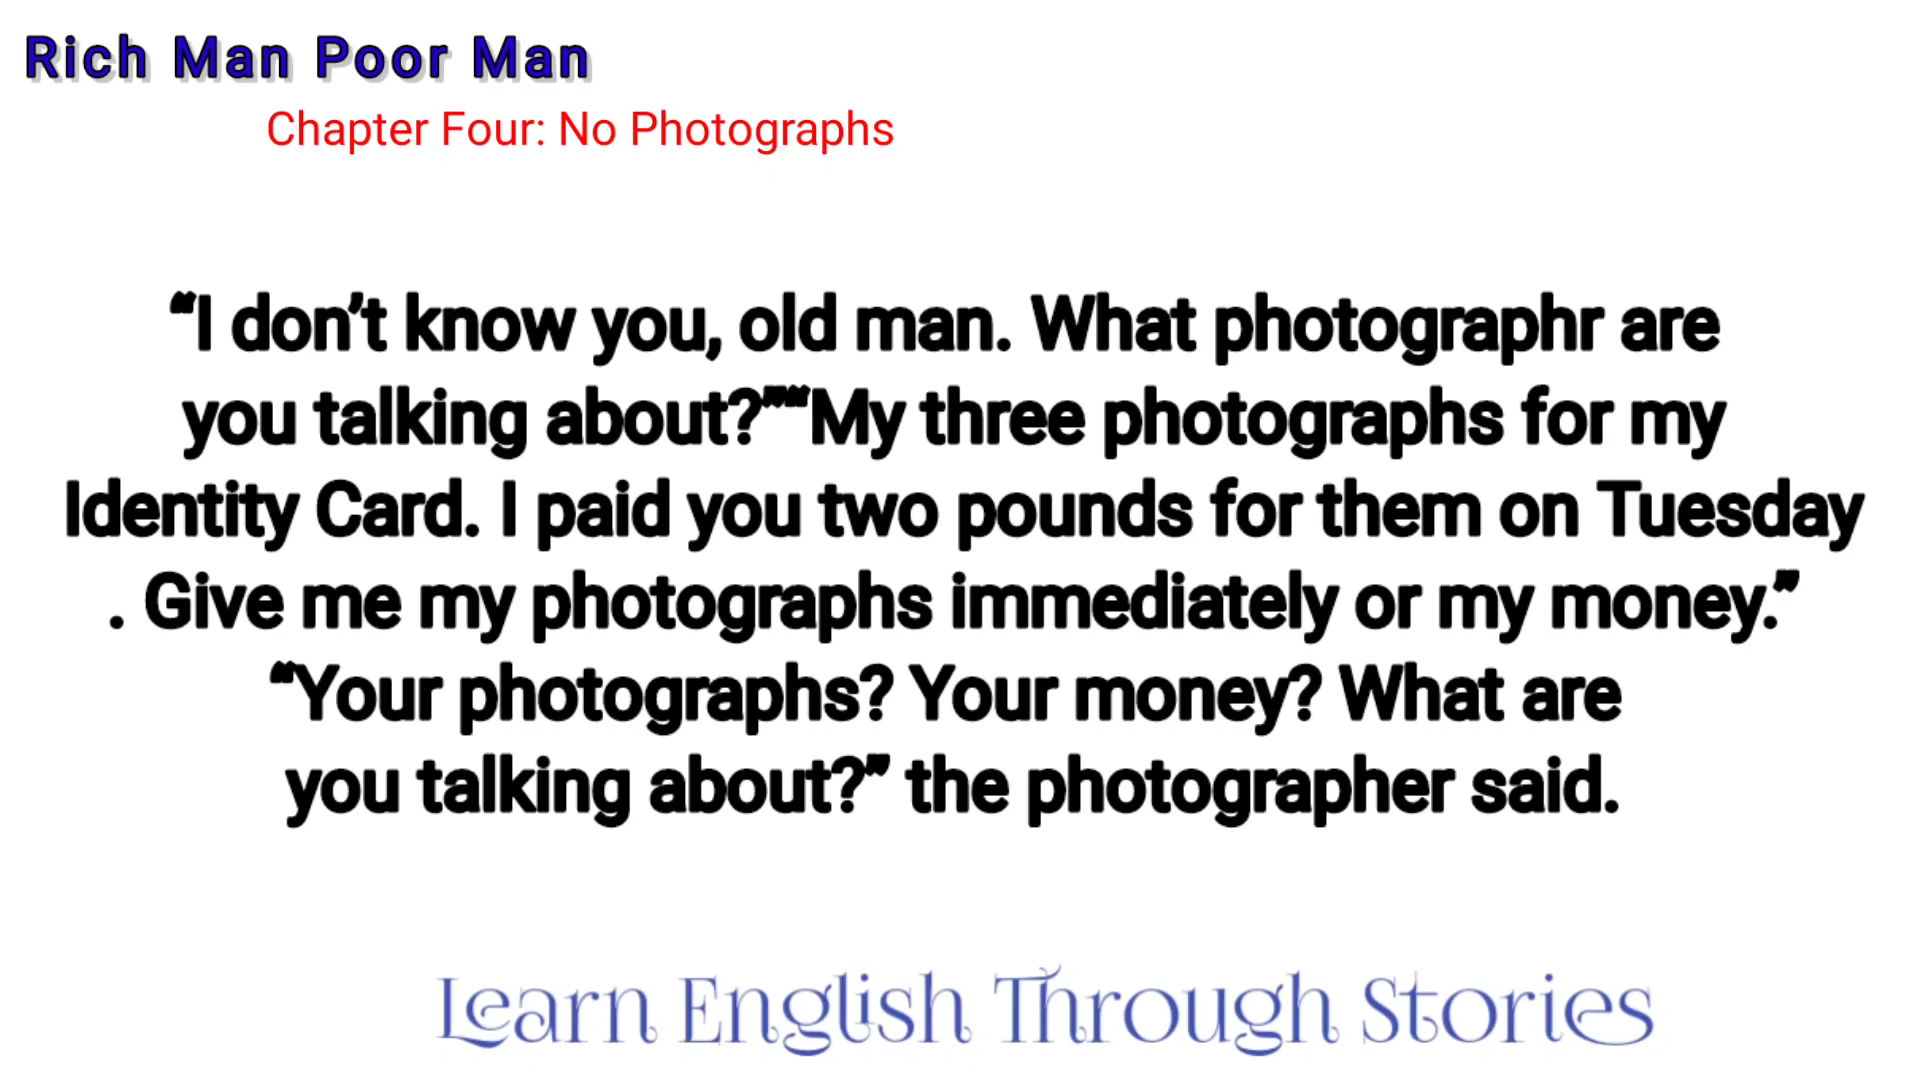 Rich Man Poor Man
Chapter Four: No Photographs
“I don’t know you, old man. What photographr are
you talking about?”“My three photographs for my
Identity Card. I paid you two pounds for them on Tuesday
. Give me my photographs immediately or my money.”
“Your photographs? Your money? What are
you talking about?” the photographer said.
Learn English Through Stories